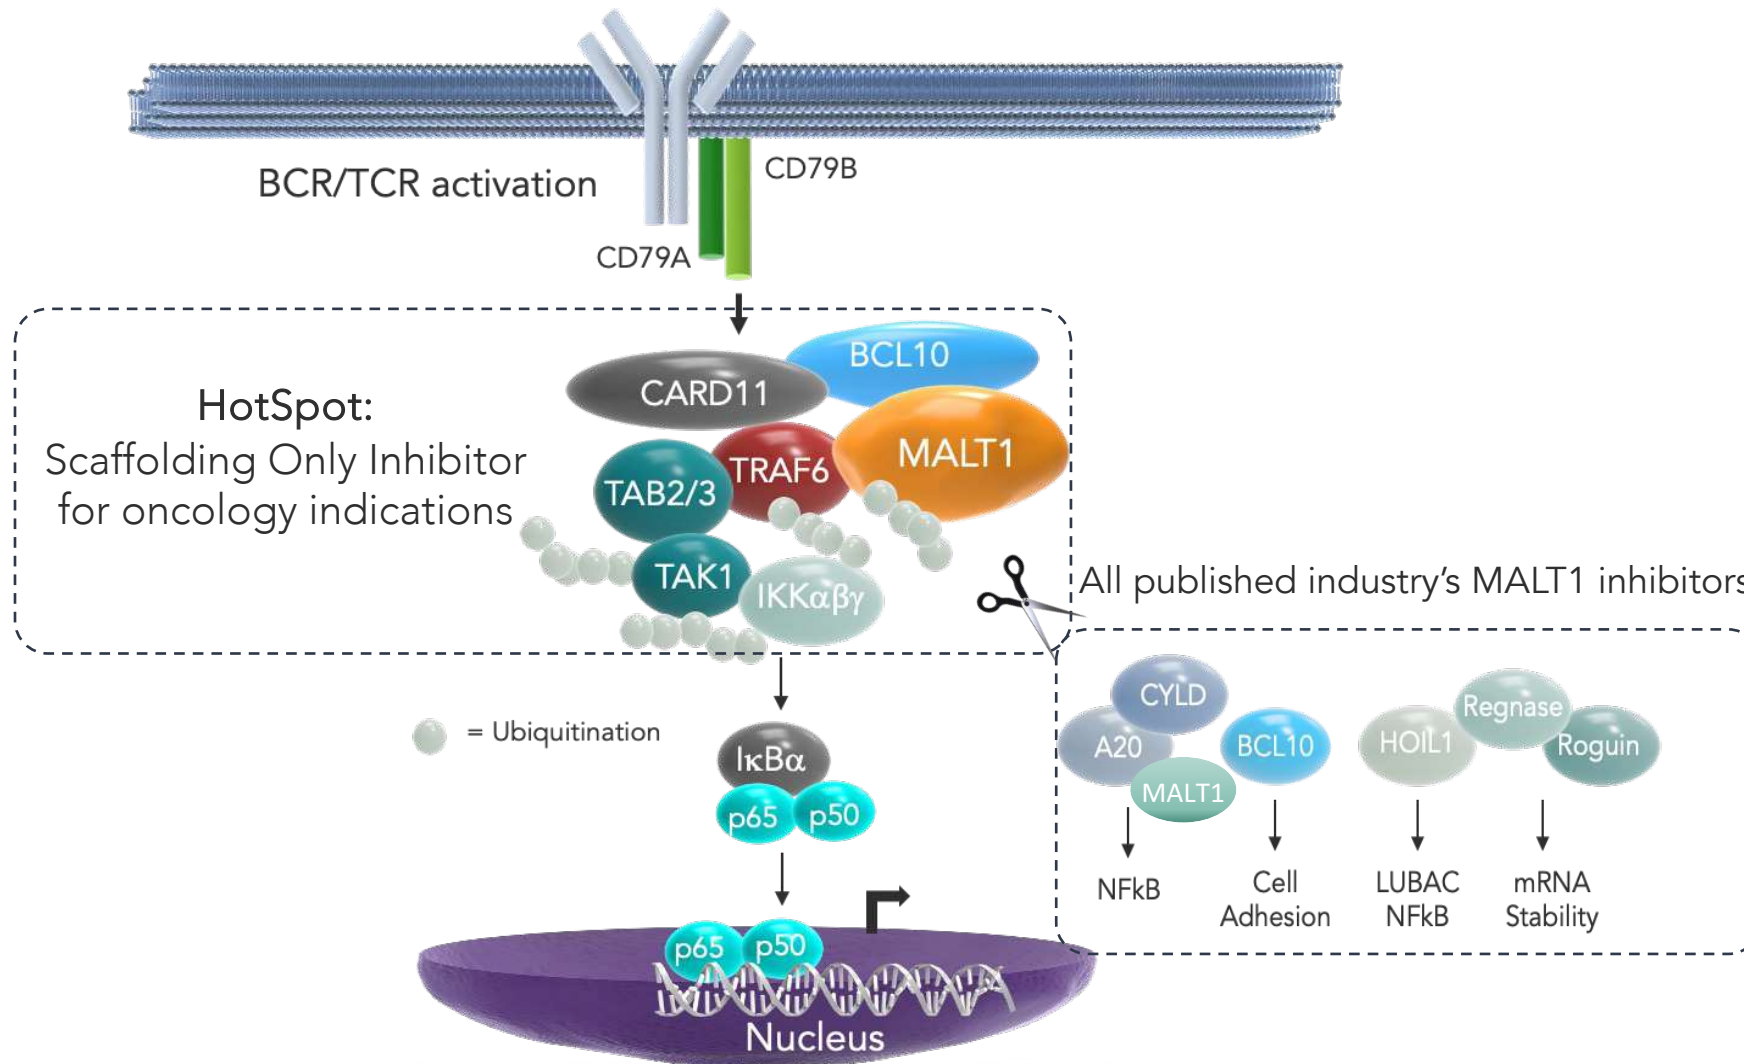 BCR/TCR activation
CD79B
CD79A
HotSpot:
Scaffolding Only Inhibitor
for oncology indications
BCL10
CARD11
MALT1
TRAF6
TAB2/3
TAK1
IKKαβγ
All published industry's MALT1 inhibitors
= Ubiquitination
IκBα
p65
p50
CYLD
A20
MALT1
BCL10
HOIL1
Regnase
Roguin
NFkB
Cell
Adhesion
LUBAC
NFkB
mRNA
Stability
p65
p50
Nucleus